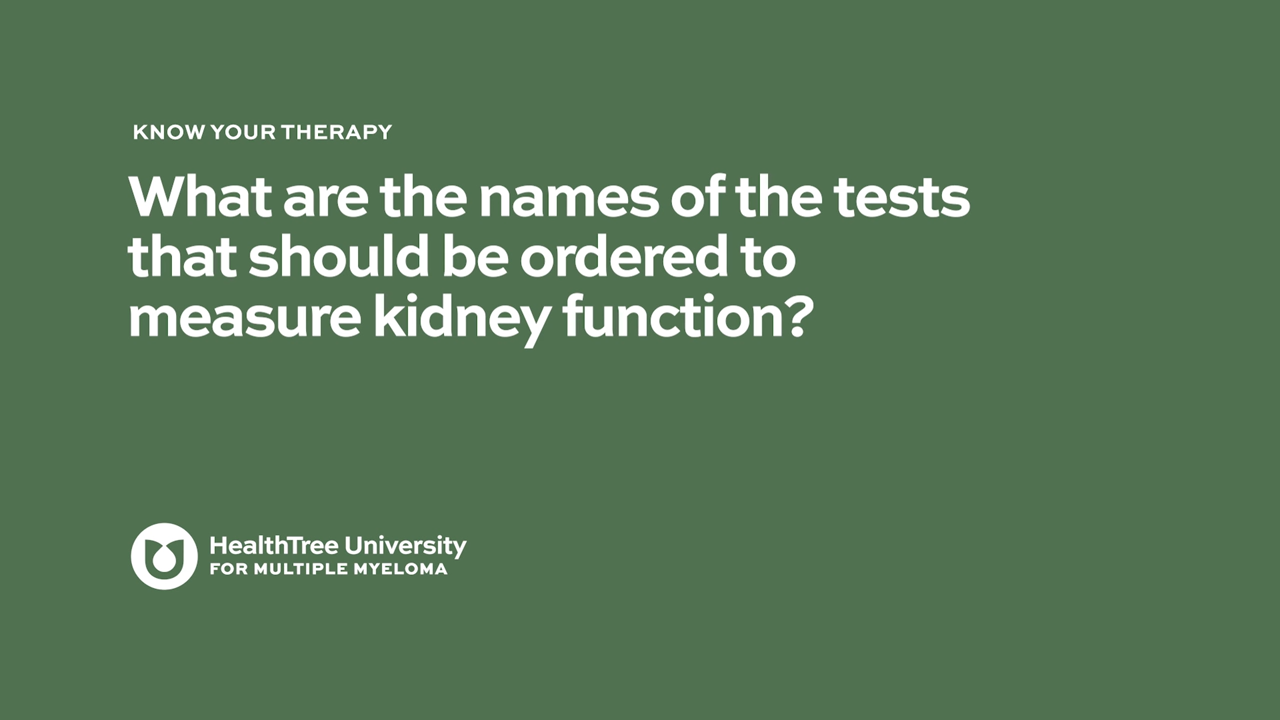 KNOW YOUR THERAPY
What are the names of the tests
that should be ordered to
measure kidney function?
HealthTree University
FOR MULTIPLE MYELOMA